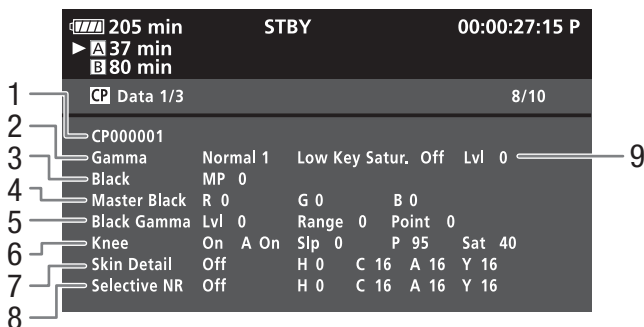 205 min STBY 00:00:27:15 P
A 37 min
B 80 min
CP Data 1/3 8/10
1 CP000001
2 Gamma Normal 1 Low Key Satur. Off Lvl 0 9
3 Black MP 0
4 Master Black R 0 G 0 B 0
5 Black Gamma Lvl 0 Range 0 Point 0
6 Knee On A On Slp 0 P 95 Sat 40
7 Skin Detail Off H 0 C 16 A 16 Y 16
8 Selective NR Off H 0 C 16 A 16 Y 16